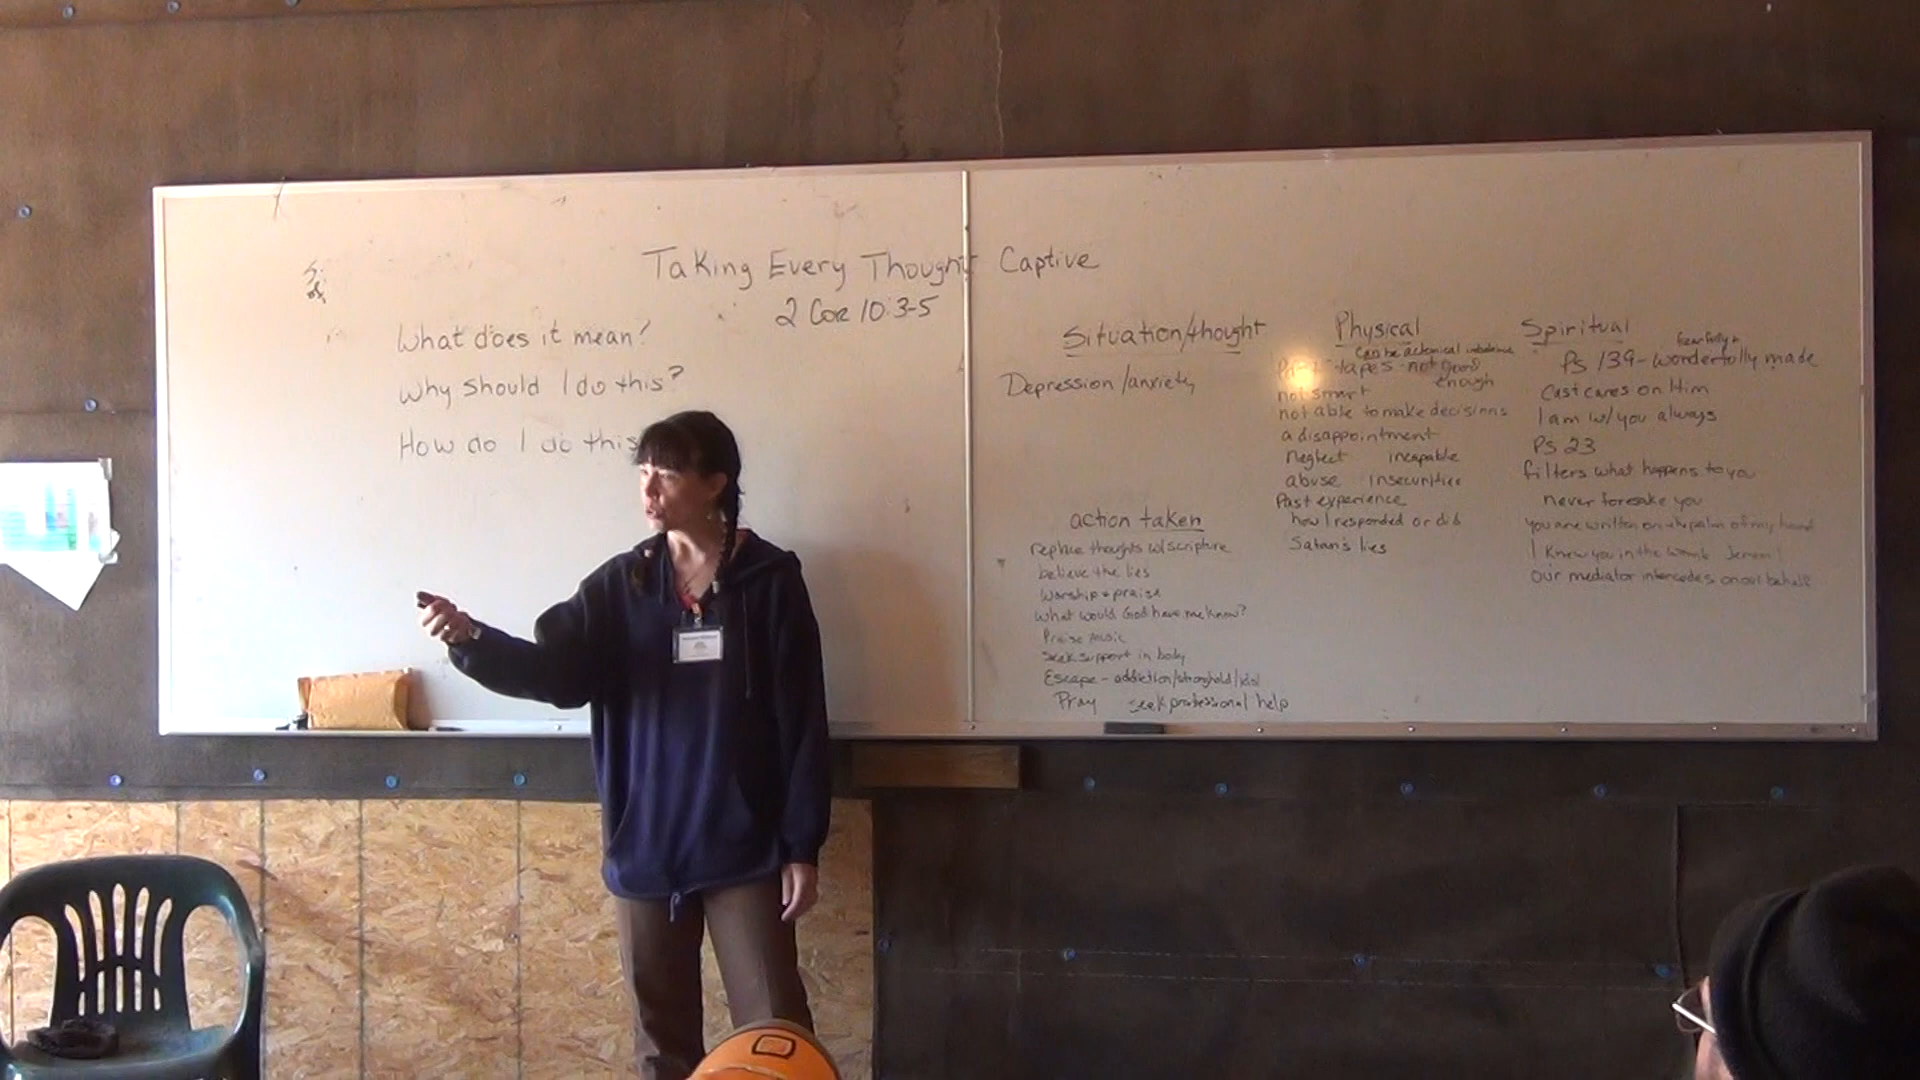 Taking Every Thought Captive
2 Cor 10:3-5
What does it mean?
Why should I do this?
How do I do this
Situation/thought
Depression/anxiety
action taken
replace thoughts w/ scripture
believe the lies
worship + praise
What would God have me know?
Praise music
seek support in body
Escape - addiction/stronghold/idol
Pray seek professional help
Physical
can be a chemical imbalance
tapes - not good
enough
not smart
not able to make decisions
a disappointment
neglect incapable
abuse insecurities
Past experience
how I responded or did
Satan's lies
Spiritual
fearfully +
Ps 139 - wonderfully made
Cast cares on Him
I am w/ you always
Ps 23
filters what happens to you
never foresake you
you are written on the palm of my hand
I knew you in the womb
our mediator intercedes on our behalf